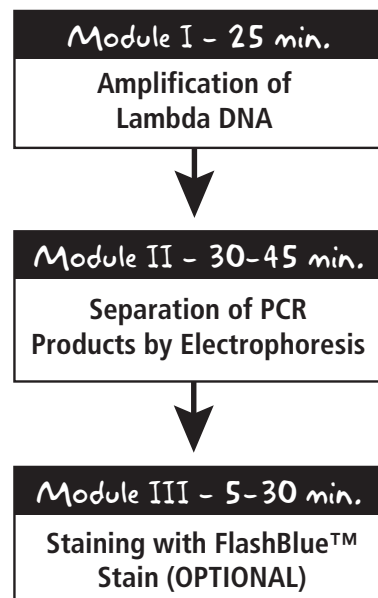 Module I - 25 min.
Amplification of
Lambda DNA
Module II - 30-45 min.
Separation of PCR
Products by Electrophoresis
Module III - 5-30 min.
Staining with FlashBlue™
Stain (OPTIONAL)